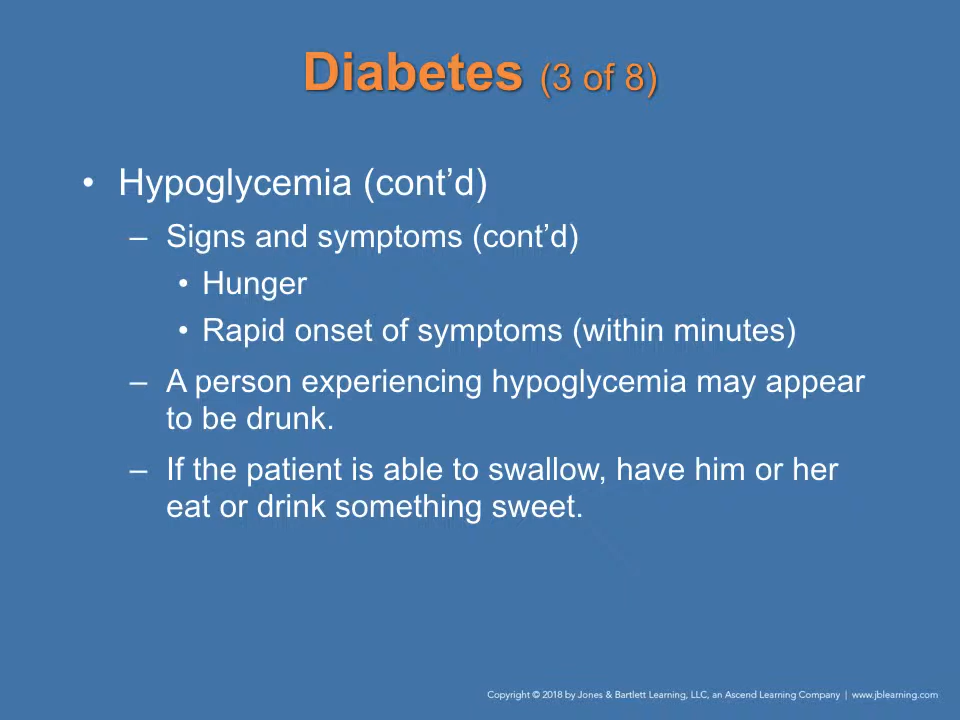 Diabetes (3 of 8)
• Hypoglycemia (cont’d)
– Signs and symptoms (cont’d)
• Hunger
• Rapid onset of symptoms (within minutes)
– A person experiencing hypoglycemia may appear
to be drunk.
– If the patient is able to swallow, have him or her
eat or drink something sweet.
Copyright © 2018 by Jones & Bartlett Learning, LLC, an Ascend Learning Company | www.jblearning.com